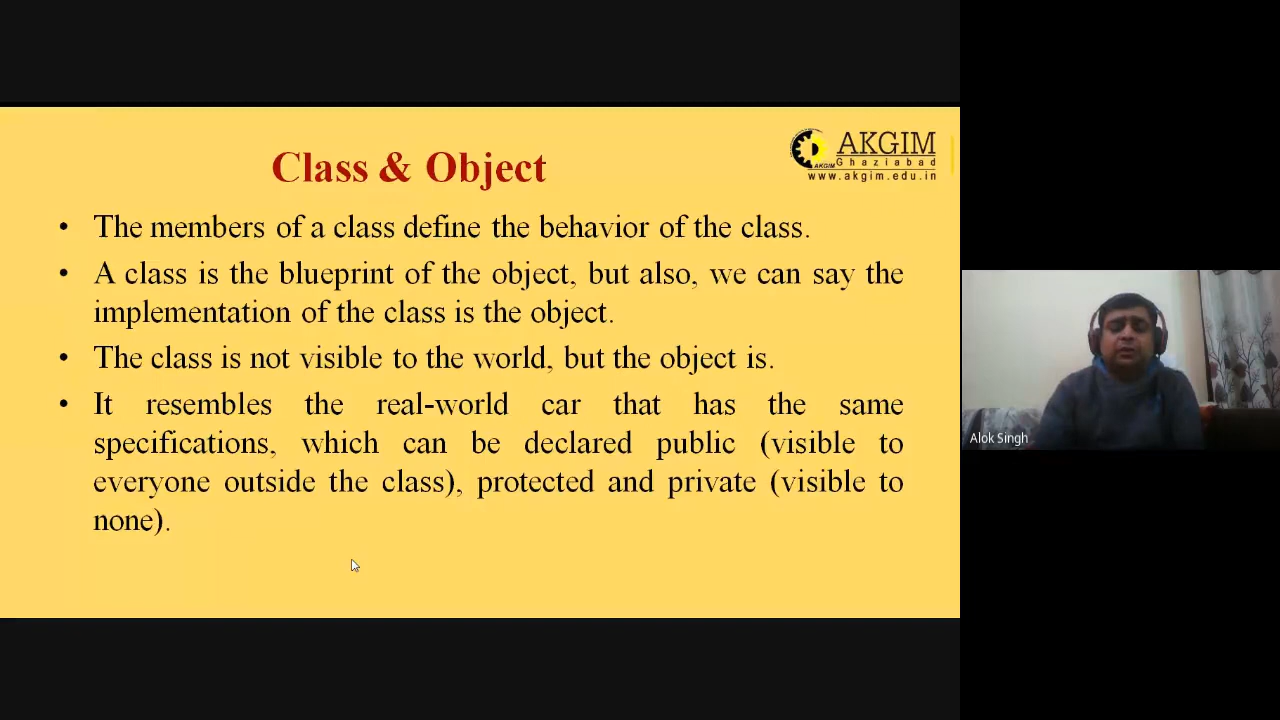 Class & Object
AKGIM
Ghaziabad
AKGIM
www.akgim.edu.in
• The members of a class define the behavior of the class.
• A class is the blueprint of the object, but also, we can say the
implementation of the class is the object.
• The class is not visible to the world, but the object is.
• It resembles the real-world car that has the same
specifications, which can be declared public (visible to
everyone outside the class), protected and private (visible to
none).
Alok Singh